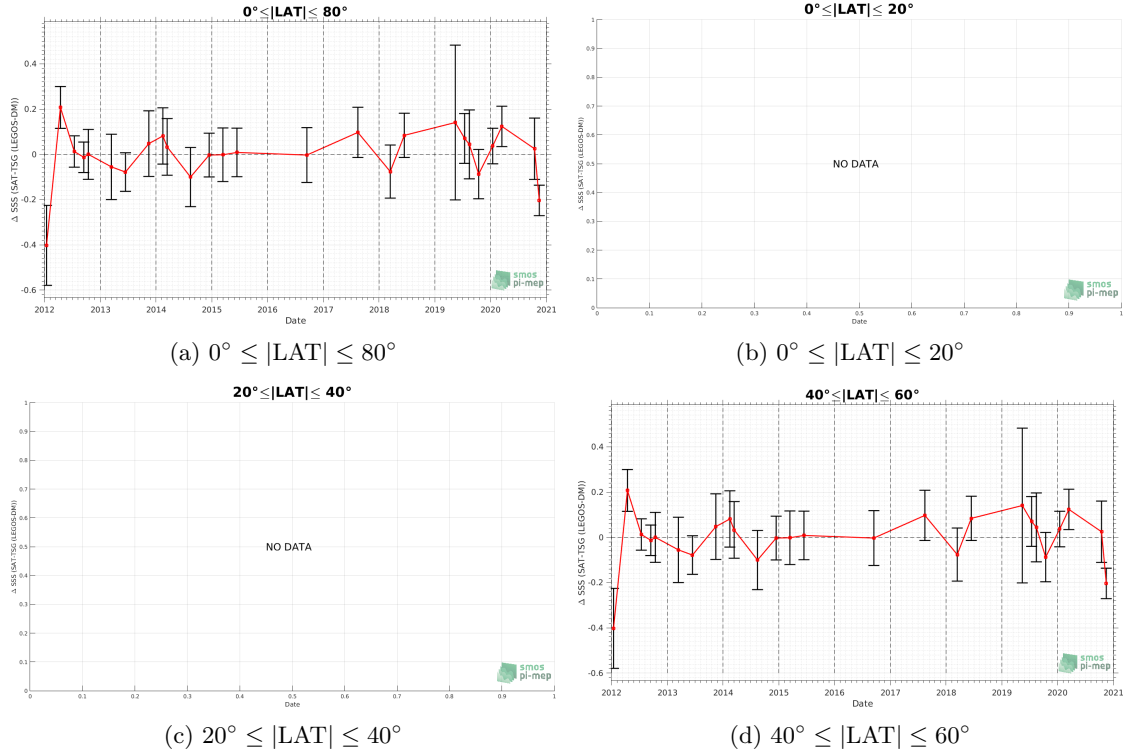 0°≤|LAT|≤ 80°
Δ SSS (SAT-TSG (LEGOS-DM))
0.4
0.2
0
-0.2
-0.4
-0.6
2012 2013 2014 2015 2016 2017 2018 2019 2020 2021
Date
smos
pi-mep
(a) 0° ≤ |LAT| ≤ 80°
0°≤|LAT|≤ 20°
Δ SSS (SAT-TSG (LEGOS-DM))
1
0.9
0.8
0.7
0.6
0.5
0.4
0.3
0.2
0.1
0
NO DATA
0 0.1 0.2 0.3 0.4 0.5 0.6 0.7 0.8 0.9 1
Date
smos
pi-mep
(b) 0° ≤ |LAT| ≤ 20°
20°≤|LAT|≤ 40°
Δ SSS (SAT-TSG (LEGOS-DM))
1
0.9
0.8
0.7
0.6
0.5
0.4
0.3
0.2
0.1
0
NO DATA
0 0.1 0.2 0.3 0.4 0.5 0.6 0.7 0.8 0.9 1
Date
smos
pi-mep
(c) 20° ≤ |LAT| ≤ 40°
40°≤|LAT|≤ 60°
Δ SSS (SAT-TSG (LEGOS-DM))
0.4
0.2
0
-0.2
-0.4
-0.6
2012 2013 2014 2015 2016 2017 2018 2019 2020 2021
Date
smos
pi-mep
(d) 40° ≤ |LAT| ≤ 60°